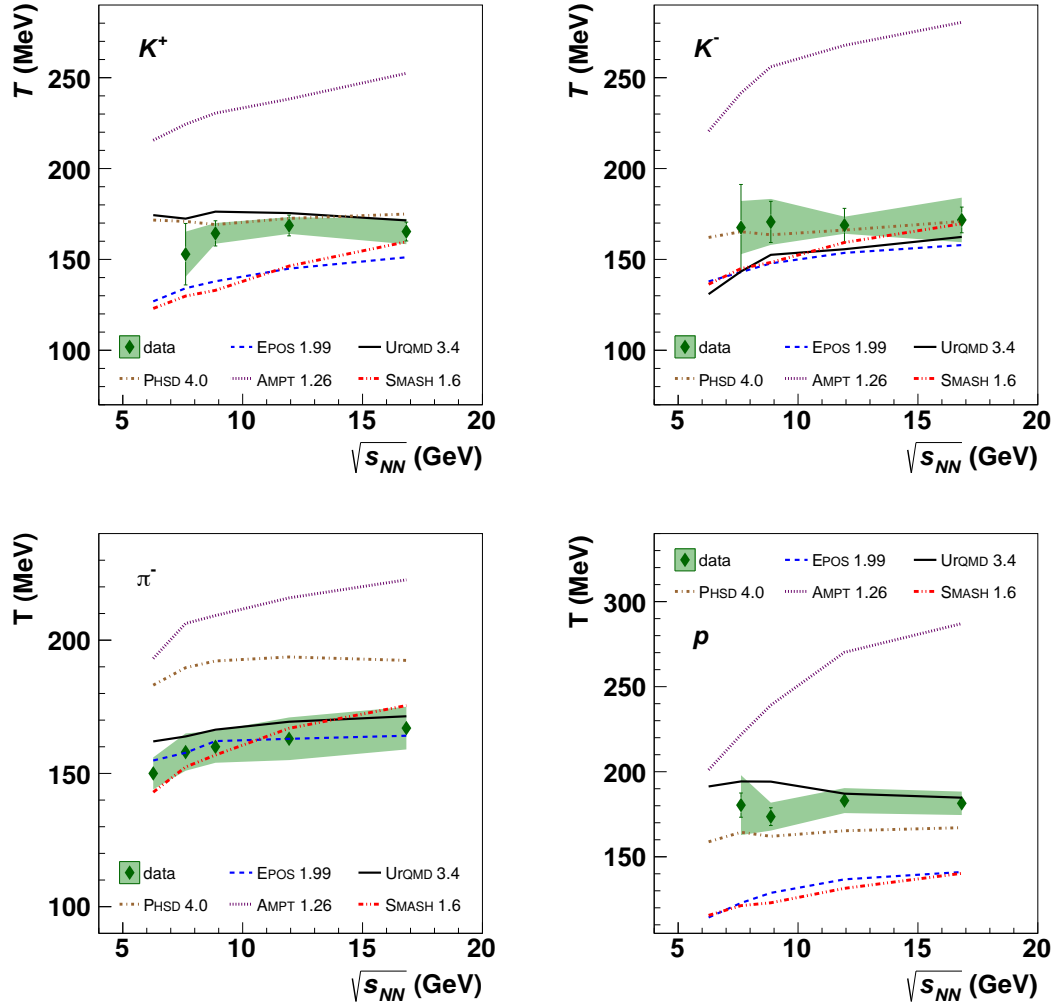 T (MeV)
K+
250
200
150
100
data
EPOS 1.99
URQMD 3.4
PHSD 4.0
AMPT 1.26
SMASH 1.6
5 10 15 20
√sNN (GeV)
T (MeV)
K-
250
200
150
100
data
EPOS 1.99
URQMD 3.4
PHSD 4.0
AMPT 1.26
SMASH 1.6
5 10 15 20
√sNN (GeV)
T (MeV)
π-
200
150
100
data
EPOS 1.99
URQMD 3.4
PHSD 4.0
AMPT 1.26
SMASH 1.6
5 10 15 20
√sNN (GeV)
T (MeV)
data
EPOS 1.99
URQMD 3.4
PHSD 4.0
AMPT 1.26
SMASH 1.6
p
300
250
200
150
5 10 15 20
√sNN (GeV)